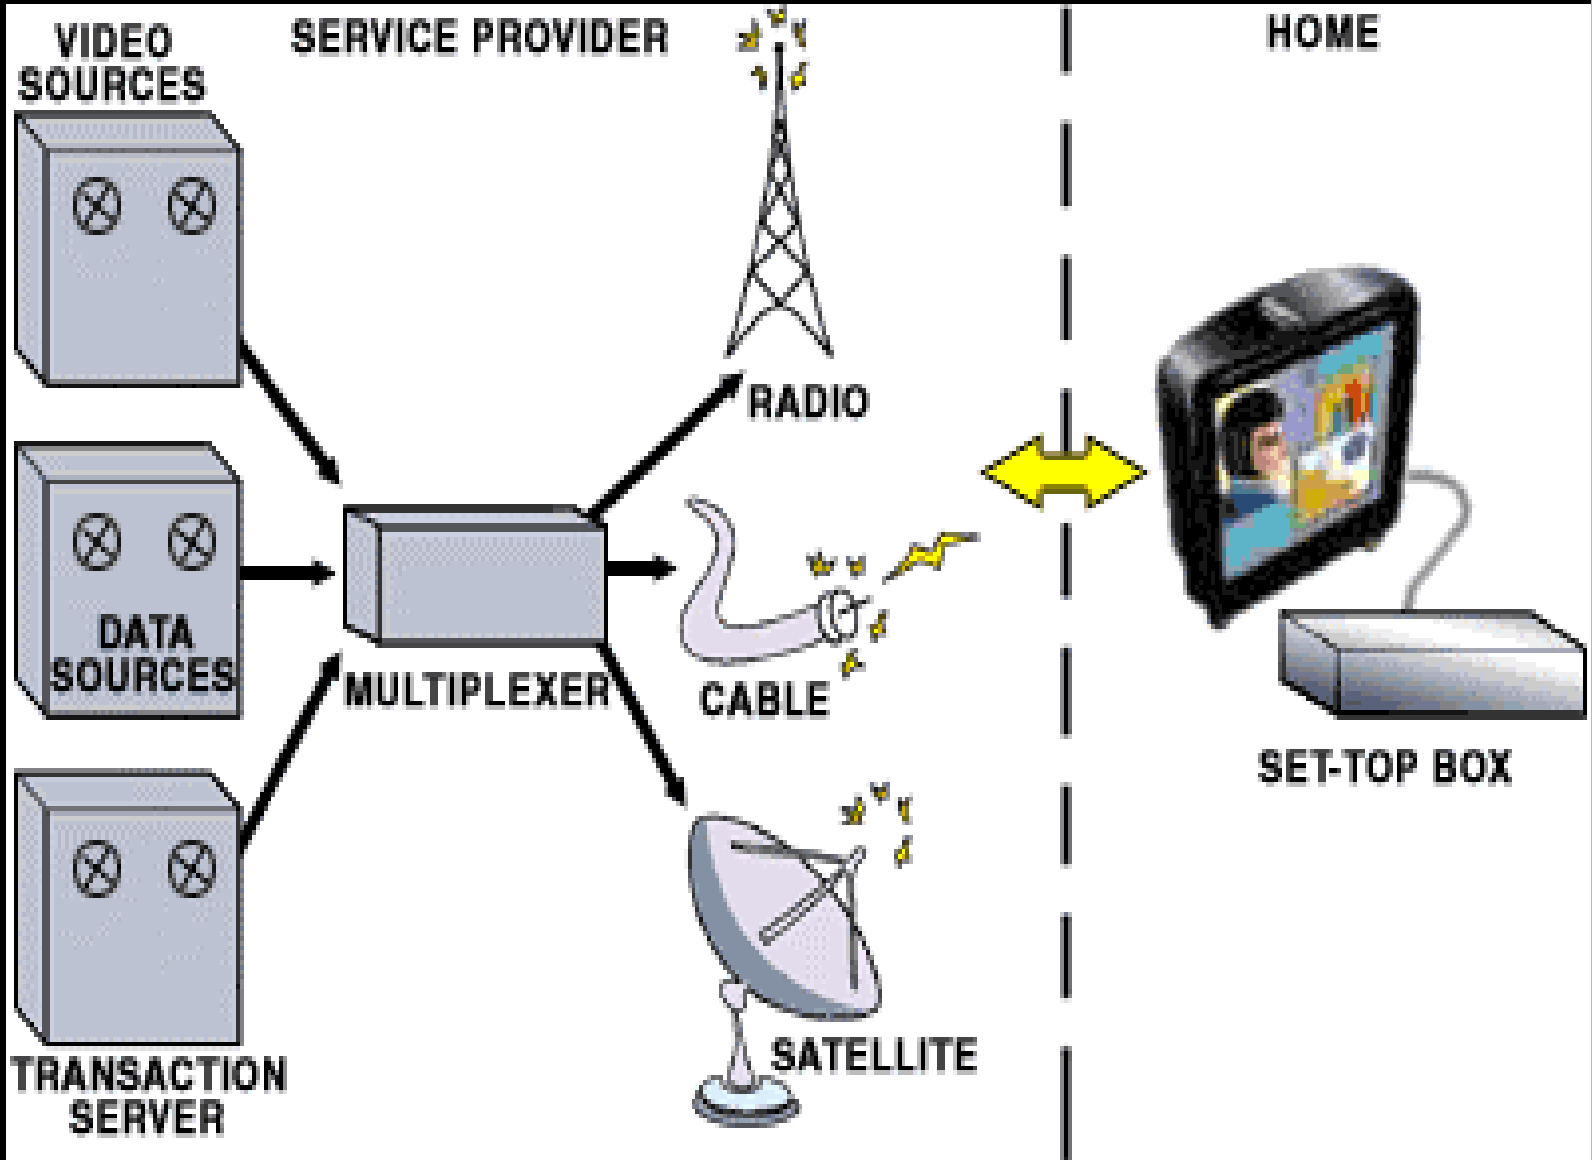 VIDEO
SOURCES
SERVICE PROVIDER
HOME
RADIO
DATA
SOURCES
MULTIPLEXER
CABLE
SET-TOP BOX
TRANSACTION
SERVER
SATELLITE